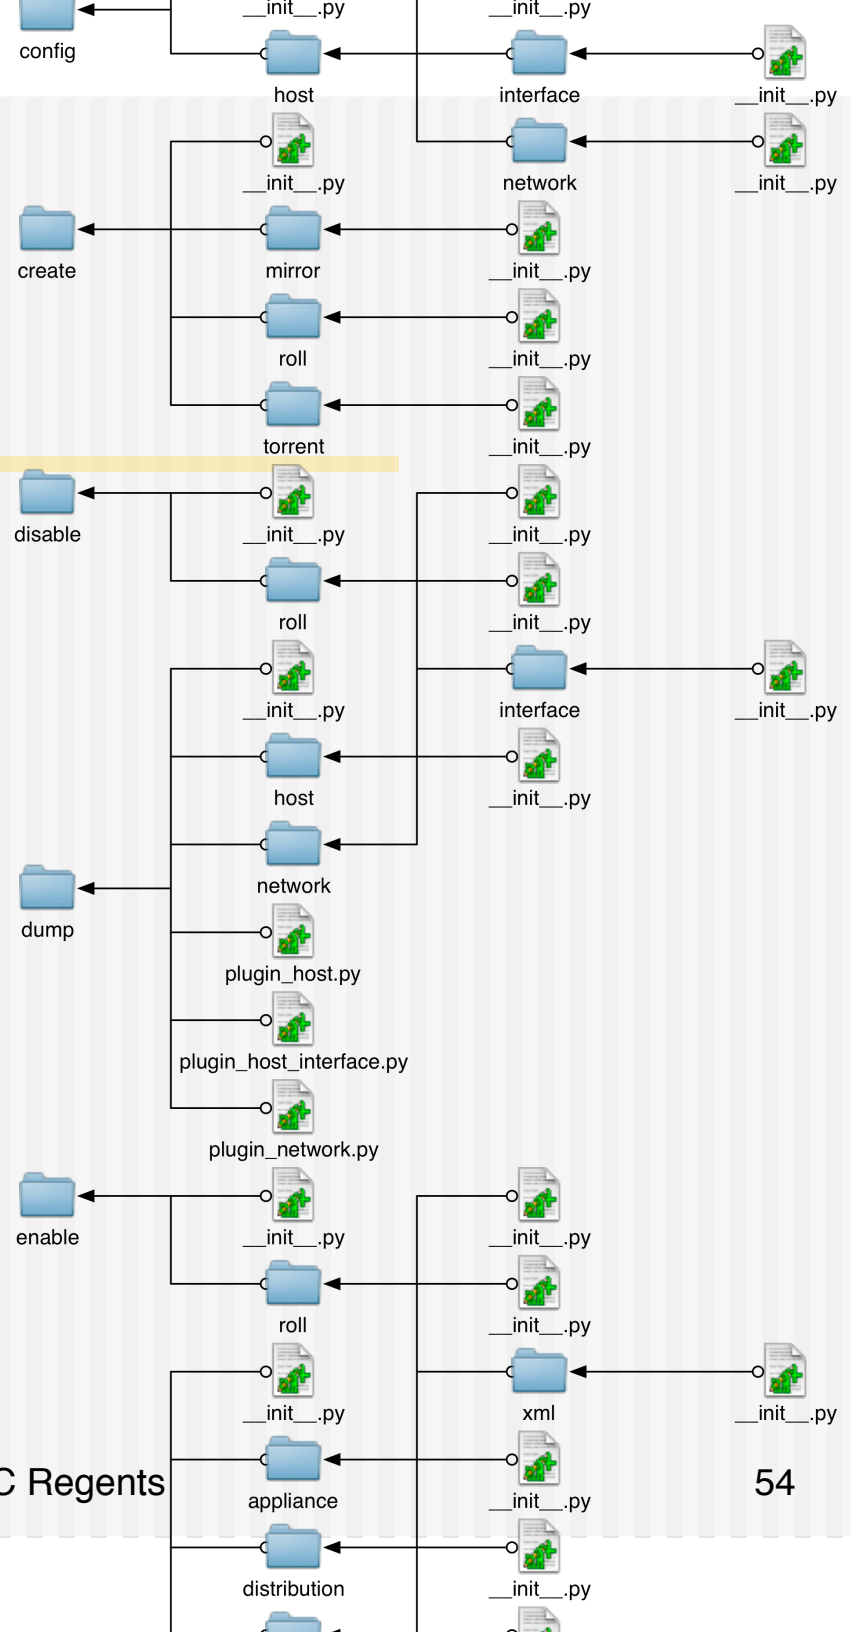 __init__.py __init__.py
config
host interface __init__.py
__init__.py network __init__.py
create mirror __init__.py
roll __init__.py
torrent __init__.py
disable __init__.py __init__.py
roll __init__.py
__init__.py interface __init__.py
host __init__.py
network
dump
plugin_host.py
plugin_host_interface.py
plugin_network.py
enable __init__.py __init__.py
roll __init__.py
__init__.py xml __init__.py
C Regents 54
appliance __init__.py
distribution __init__.py